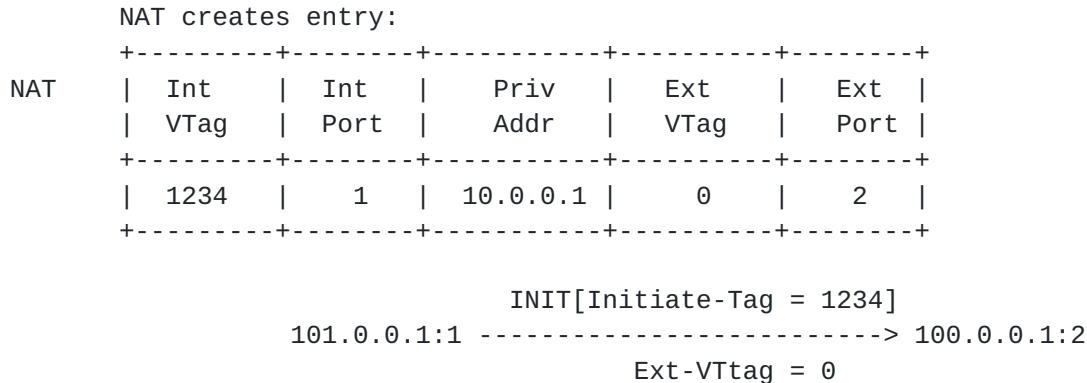 NAT creates entry:
+---------+--------+-----------+----------+--------+
NAT | Int | Int | Priv | Ext | Ext |
| VTag | Port | Addr | VTag | Port |
+---------+--------+-----------+----------+--------+
| 1234 | 1 | 10.0.0.1 | 0 | 2 |
+---------+--------+-----------+----------+--------+
INIT[Initiate-Tag = 1234]
101.0.0.1:1 --------------------------> 100.0.0.1:2
Ext-VTtag = 0